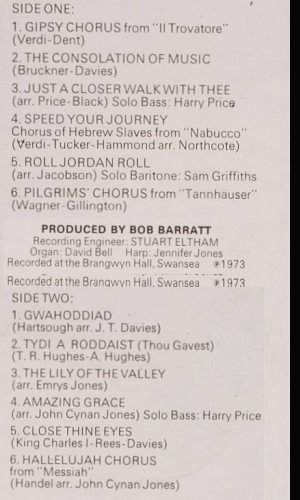 SIDE ONE:
1. GIPSY CHORUS from "Il Trovatore"
(Verdi-Dent)
2. THE CONSOLATION OF MUSIC
(Bruckner-Davies)
3. JUST A CLOSER WALK WITH THEE
(arr. Price-Black) Solo Bass: Harry Price
4. SPEED YOUR JOURNEY
Chorus of Hebrew Slaves from "Nabucco"
(Verdi-Tucker-Hammond arr. Northcote)
5. ROLL JORDAN ROLL
(arr. Jacobson) Solo Baritone: Sam Griffiths
6. PILGRIMS' CHORUS from "Tannhäuser"
(Wagner-Gillington)
PRODUCED BY BOB BARRATT
Recording Engineer: STUART ELTHAM
Organ: David Bell Harp: Jennifer Jones
Recorded at the Brangwyn Hall, Swansea ℗1973
Recorded at the Brangwyn Hall, Swansea ℗1973
SIDE TWO:
1. GWAHODDIAD
(Hartsough arr. J. T. Davies)
2. TYDI A RODDAIST (Thou Gavest)
(T. R. Hughes-A. Hughes)
3. THE LILY OF THE VALLEY
(arr. Emrys Jones)
4. AMAZING GRACE
(arr. John Cynan Jones) Solo Bass: Harry Price
5. CLOSE THINE EYES
(King Charles I-Rees-Davies)
6. HALLELUJAH CHORUS
from "Messiah"
(Handel arr. John Cynan Jones)